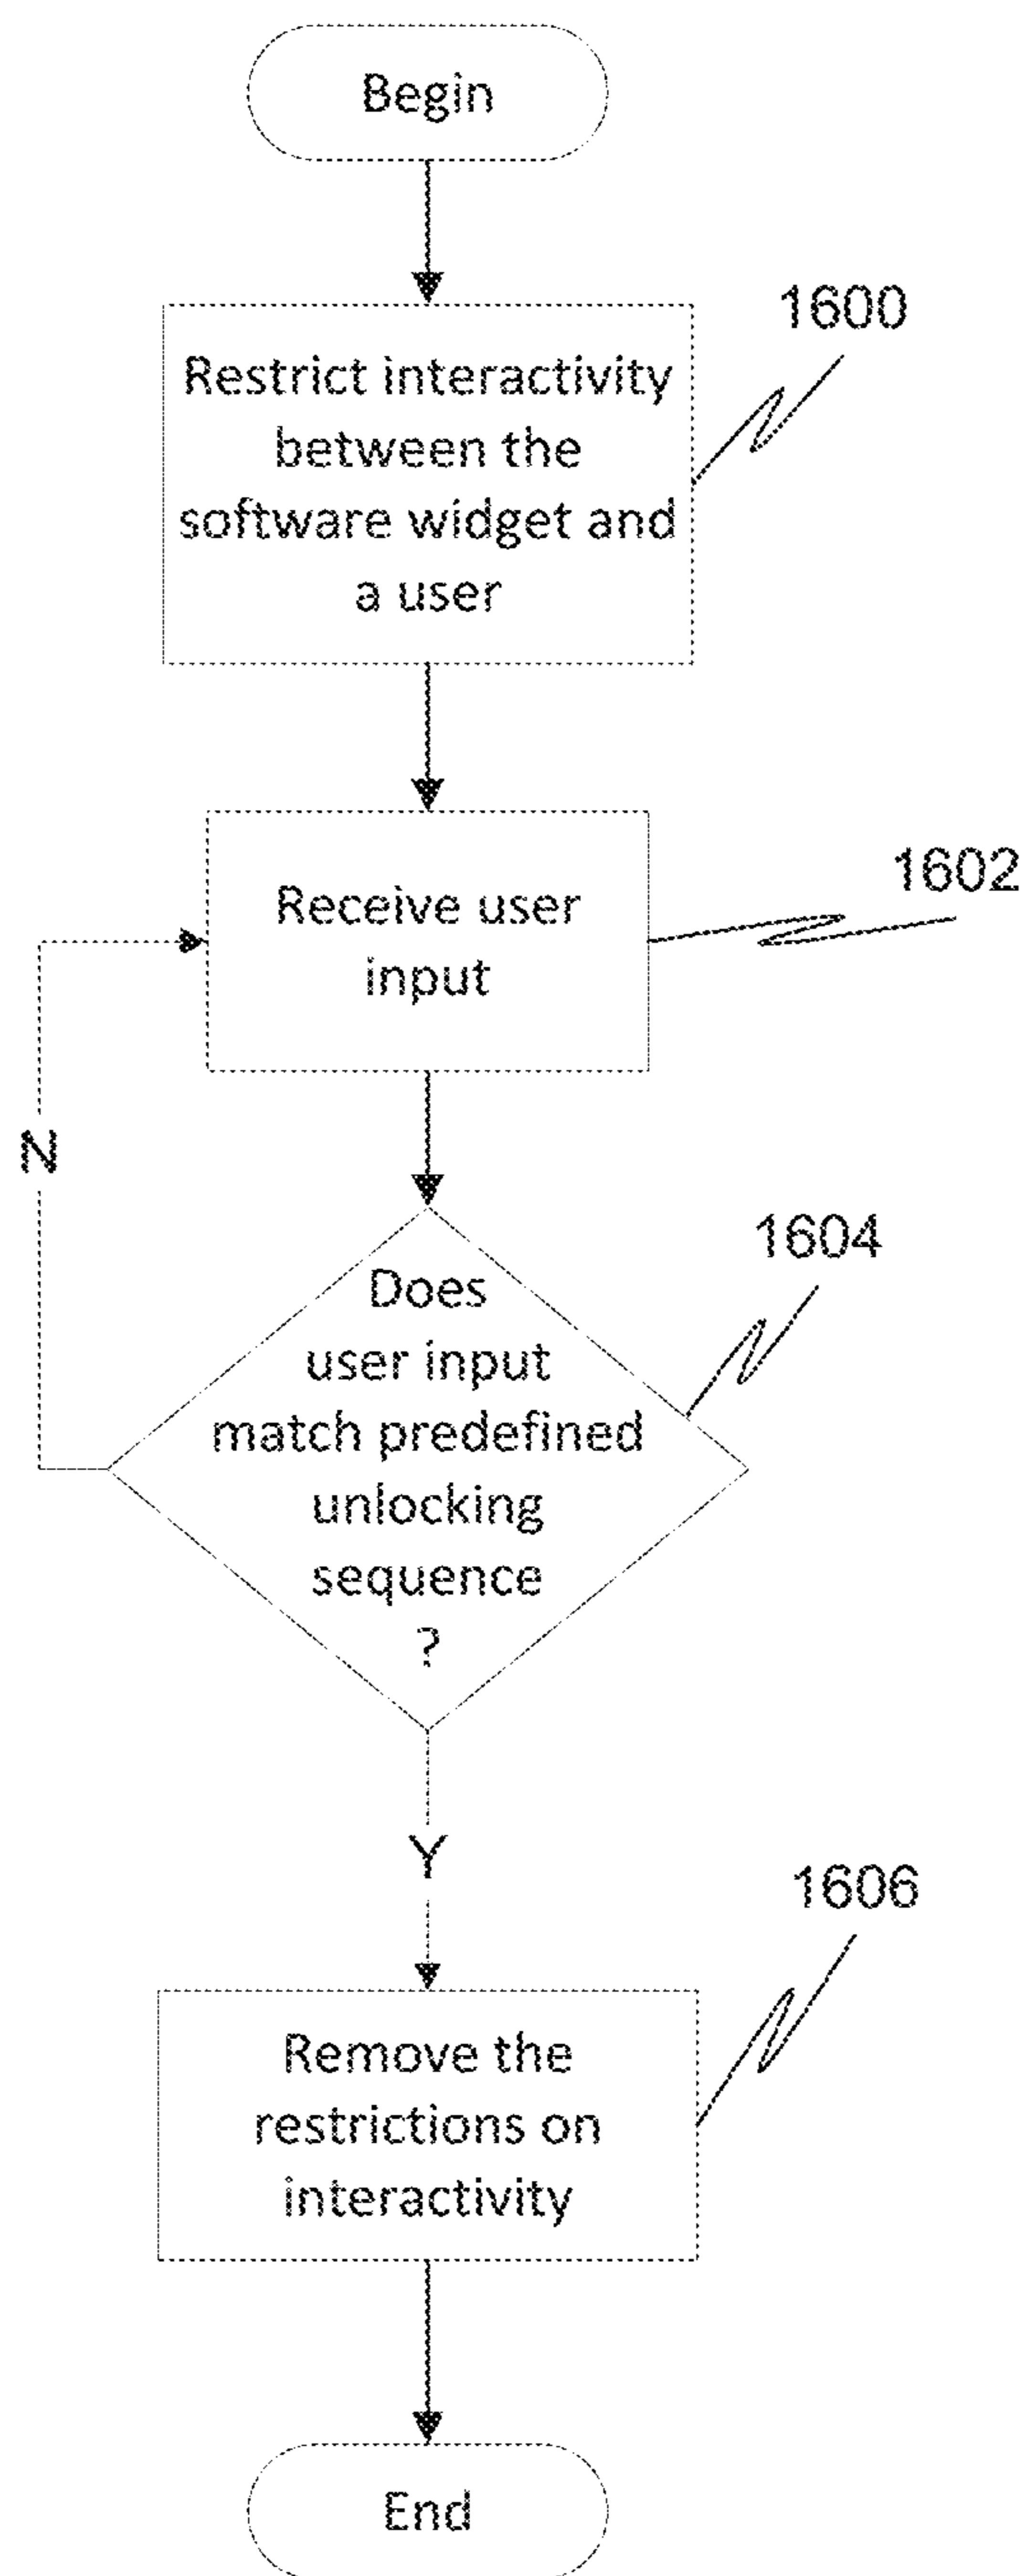 Begin
1600
Restrict interactivity
between the
software widget and
a user
1602
Receive user
input
N
1604
Does
user input
match predefined
unlocking
sequence
?
Y
1606
Remove the
restrictions on
interactivity
End